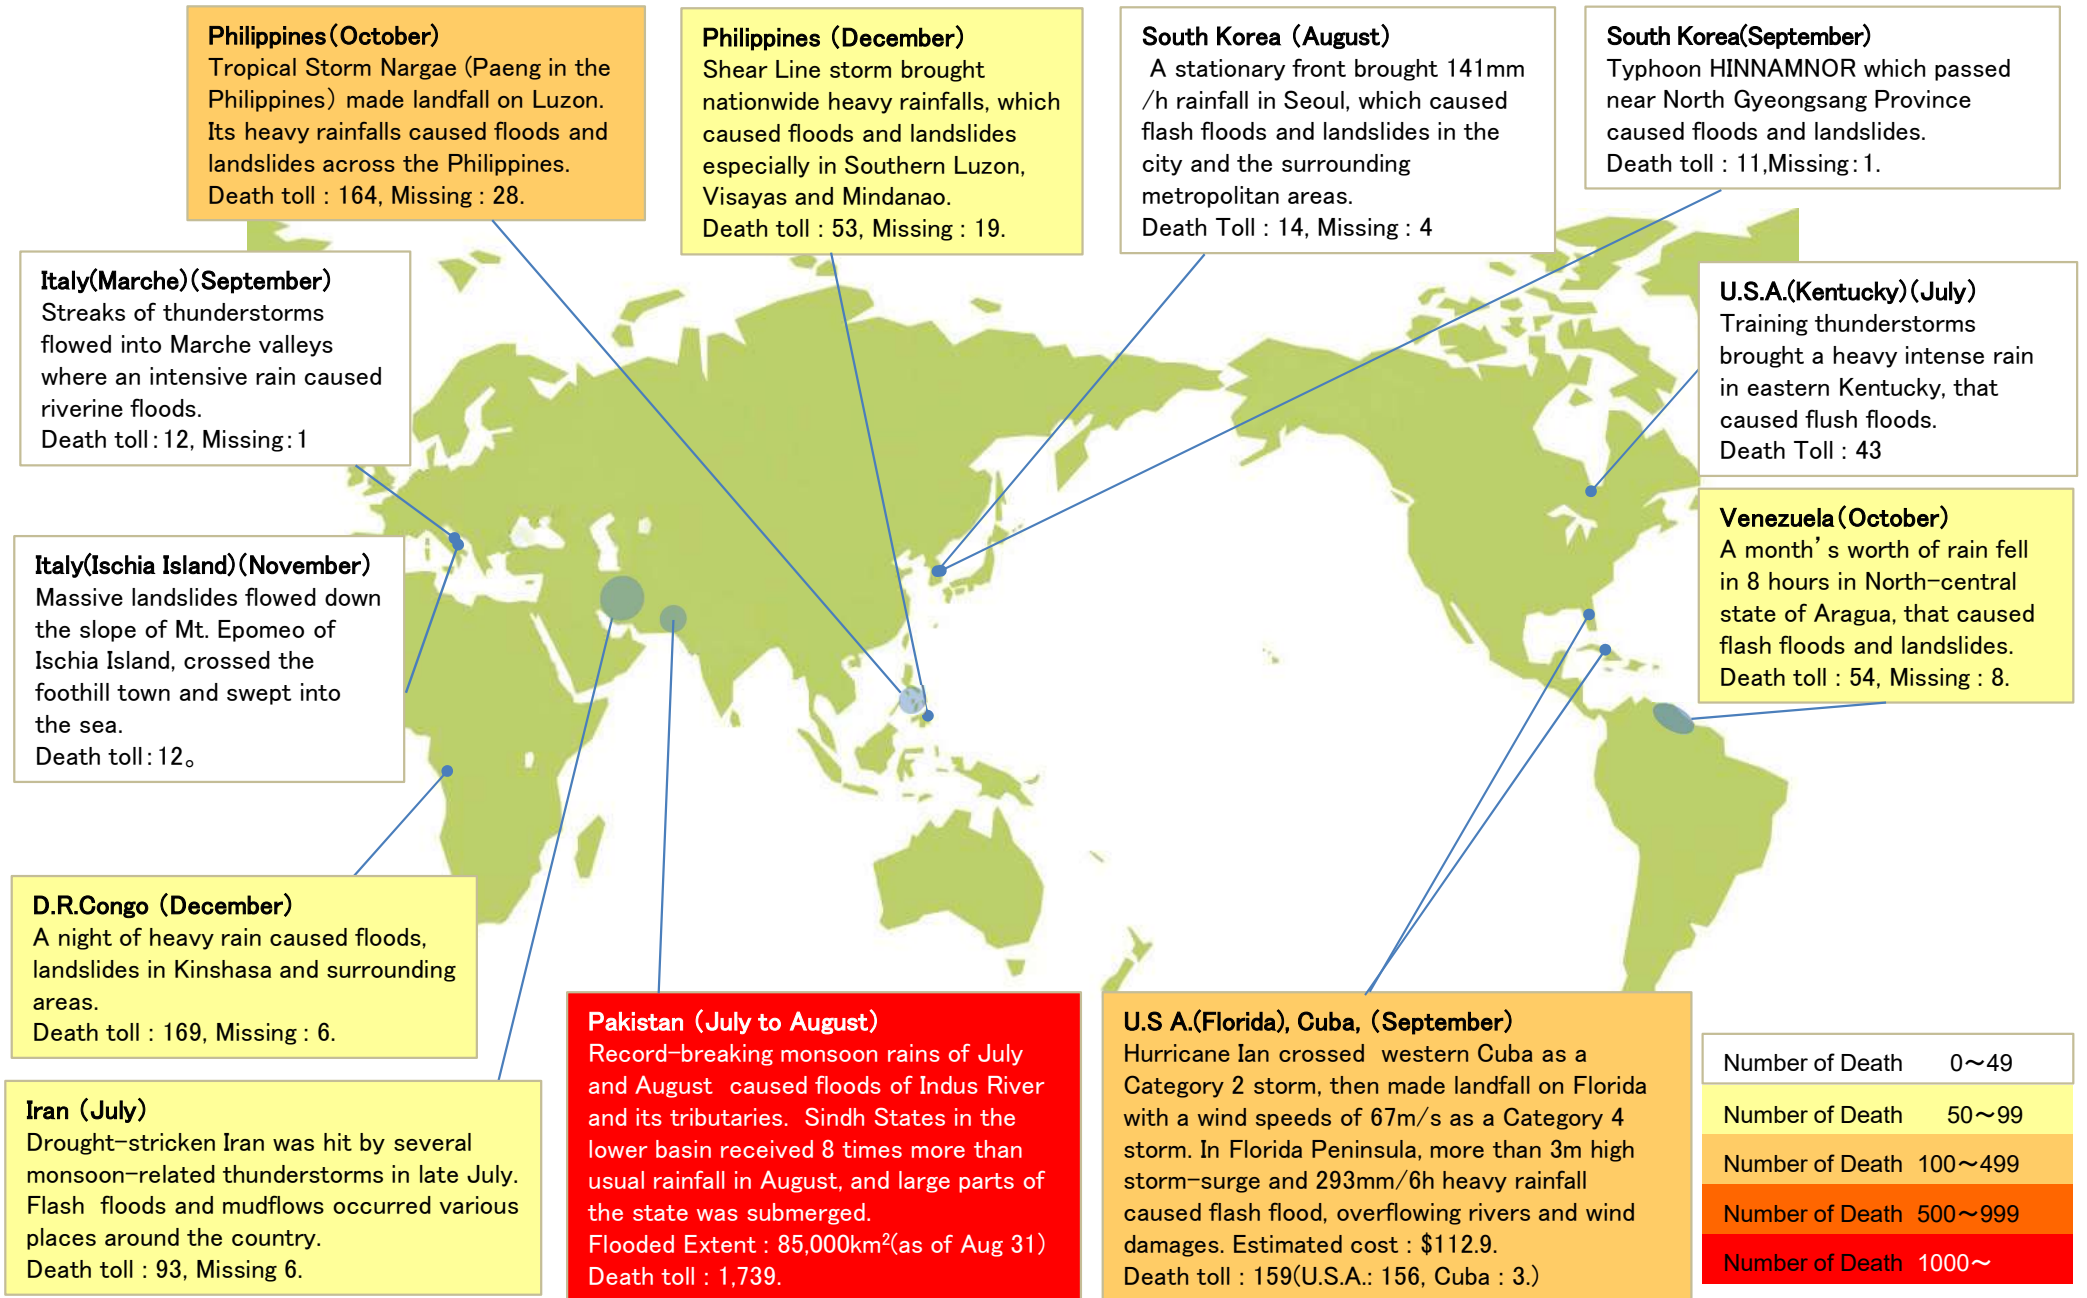 Philippines(October)
Tropical Storm Nargae (Paeng in the
Philippines) made landfall on Luzon.
Its heavy rainfalls caused floods and
landslides across the Philippines.
Death toll : 164, Missing : 28.
Philippines (December)
Shear Line storm brought
nationwide heavy rainfalls, which
caused floods and landslides
especially in Southern Luzon,
Visayas and Mindanao.
Death toll : 53, Missing : 19.
South Korea (August)
A stationary front brought 141mm
/h rainfall in Seoul, which caused
flash floods and landslides in the
city and the surrounding
metropolitan areas.
Death Toll : 14, Missing : 4
South Korea(September)
Typhoon HINNAMNOR which passed
near North Gyeongsang Province
caused floods and landslides.
Death toll : 11,Missing:1.
Italy(Marche)(September)
Streaks of thunderstorms
flowed into Marche valleys
where an intensive rain caused
riverine floods.
Death toll:12, Missing:1
U.S.A.(Kentucky)(July)
Training thunderstorms
brought a heavy intense rain
in eastern Kentucky, that
caused flush floods.
Death Toll : 43
Italy(Ischia Island)(November)
Massive landslides flowed down
the slope of Mt. Epomeo of
Ischia Island, crossed the
foothill town and swept into
the sea.
Death toll:12。
Venezuela(October)
A month's worth of rain fell
in 8 hours in North-central
state of Aragua, that caused
flash floods and landslides.
Death toll : 54, Missing : 8.
D.R.Congo (December)
A night of heavy rain caused floods,
landslides in Kinshasa and surrounding
areas.
Death toll : 169, Missing : 6.
Iran (July)
Drought-stricken Iran was hit by several
monsoon-related thunderstorms in late July.
Flash floods and mudflows occurred various
places around the country.
Death toll : 93, Missing 6.
Pakistan (July to August)
Record-breaking monsoon rains of July
and August caused floods of Indus River
and its tributaries. Sindh States in the
lower basin received 8 times more than
usual rainfall in August, and large parts of
the state was submerged.
Flooded Extent : 85,000km²(as of Aug 31)
Death toll : 1,739.
U.S A.(Florida), Cuba, (September)
Hurricane Ian crossed western Cuba as a
Category 2 storm, then made landfall on Florida
with a wind speeds of 67m/s as a Category 4
storm. In Florida Peninsula, more than 3m high
storm-surge and 293mm/6h heavy rainfall
caused flash flood, overflowing rivers and wind
damages. Estimated cost : $112.9.
Death toll : 159(U.S.A.: 156, Cuba : 3.)
Number of Death 0~49
Number of Death 50~99
Number of Death 100~499
Number of Death 500~999
Number of Death 1000~